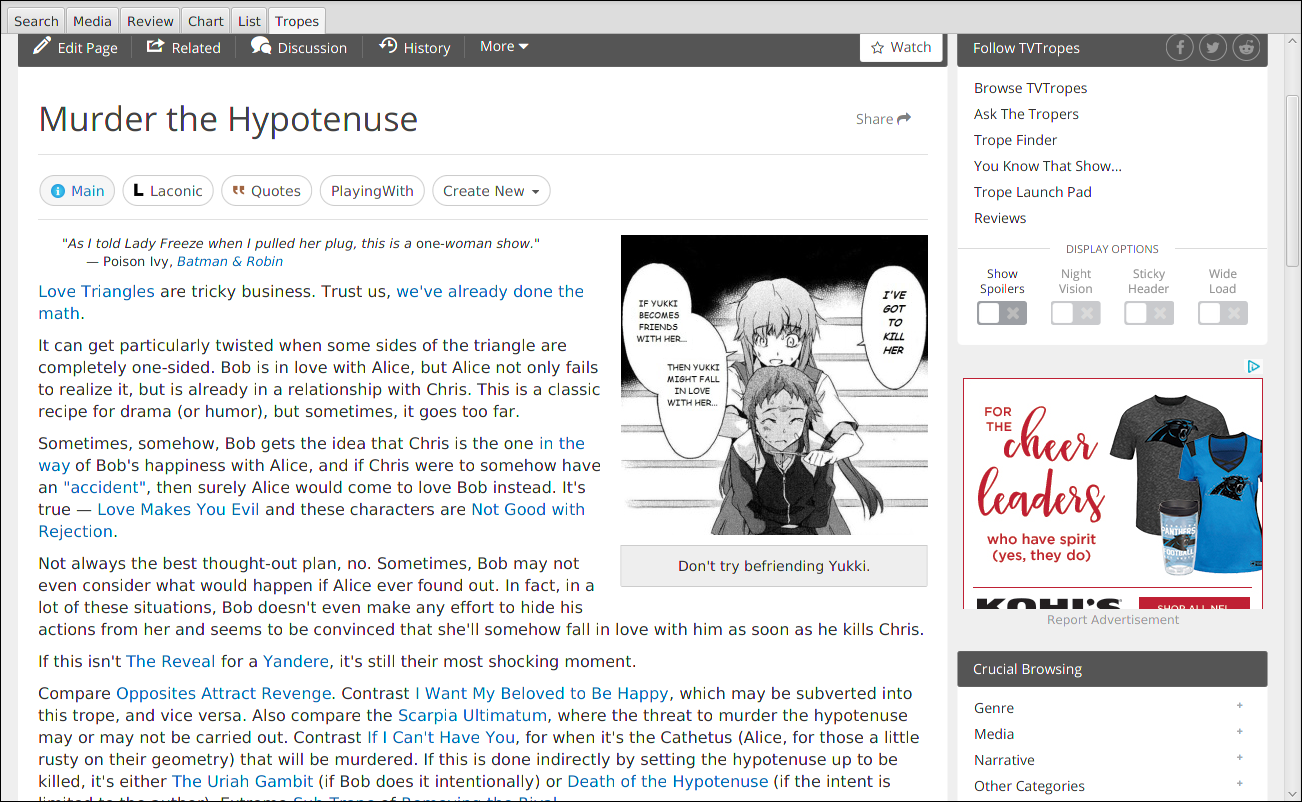 Search Media Review Chart List Tropes
Edit Page Related Discussion History More Watch
Murder the Hypotenuse
Share
Main Laconic Quotes PlayingWith Create New
"As I told Lady Freeze when I pulled her plug, this is a one-woman show."
— Poison Ivy, Batman & Robin
Love Triangles are tricky business. Trust us, we've already done the
math.
It can get particularly twisted when some sides of the triangle are
completely one-sided. Bob is in love with Alice, but Alice not only fails
to realize it, but is already in a relationship with Chris. This is a classic
recipe for drama (or humor), but sometimes, it goes too far.
Sometimes, somehow, Bob gets the idea that Chris is the one in the
way of Bob's happiness with Alice, and if Chris were to somehow have
an "accident", then surely Alice would come to love Bob instead. It's
true — Love Makes You Evil and these characters are Not Good with
Rejection.
Not always the best thought-out plan, no. Sometimes, Bob may not
even consider what would happen if Alice ever found out. In fact, in a
lot of these situations, Bob doesn't even make any effort to hide his
actions from her and seems to be convinced that she'll somehow fall in love with him as soon as he kills Chris.
If this isn't The Reveal for a Yandere, it's still their most shocking moment.
Compare Opposites Attract Revenge. Contrast I Want My Beloved to Be Happy, which may be subverted into
this trope, and vice versa. Also compare the Scarpia Ultimatum, where the threat to murder the hypotenuse
may or may not be carried out. Contrast If I Can't Have You, for when it's the Cathetus (Alice, for those a little
rusty on their geometry) that will be murdered. If this is done indirectly by setting the hypotenuse up to be
killed, it's either The Uriah Gambit (if Bob does it intentionally) or Death of the Hypotenuse (if the intent is
limited to the author). Extreme Sub-Trope of Removing the Rival.
IF YUKKI
BECOMES
FRIENDS
WITH HER...
THEN YUKKI
MIGHT FALL
IN LOVE
WITH HER...
I'VE
GOT
TO
KILL
HER
Don't try befriending Yukki.
Follow TVTropes
Browse TVTropes
Ask The Tropers
Trope Finder
You Know That Show...
Trope Launch Pad
Reviews
DISPLAY OPTIONS
Show
Spoilers
Night
Vision
Sticky
Header
Wide
Load
FOR
THE
cheer
leaders
who have spirit
(yes, they do)
PANTHERS
FOOTBALL
KOHL'S
SHOP ALL NFL
Report Advertisement
Crucial Browsing
Genre +
Media +
Narrative +
Other Categories +